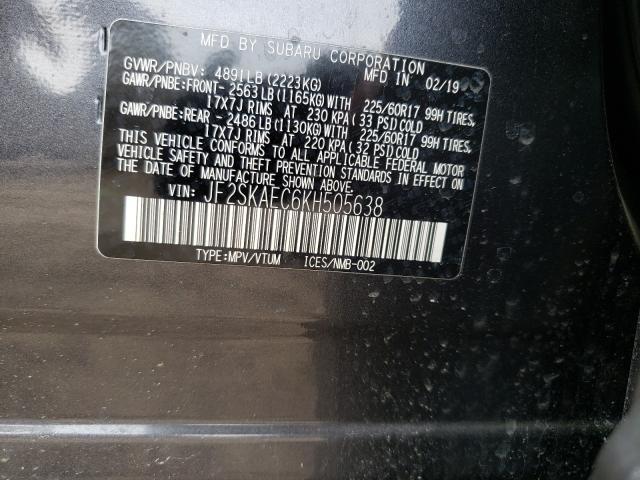 MFD BY SUBARU CORPORATION
GVWR/PNBV: 4891LB (2223KG) MFD IN 02/19
GAWR/PNBE:FRONT- 2563LB (1165KG) WITH 225/60R17 99H TIRES,
17X7J RIMS AT 230 KPA (33 PSI) COLD
GAWR/PNBE:REAR - 2486LB (1130KG) WITH 225/60R17 99H TIRES,
17X7J RIMS AT 220 KPA (32 PSI) COLD
THIS VEHICLE CONFORMS TO ALL APPLICABLE FEDERAL MOTOR
VEHICLE SAFETY AND THEFT PREVENTION STANDARDS IN EFFECT ON
THE DATE OF MANUFACTURE SHOWN ABOVE.
VIN: JF2SKAEC6KH505638
TYPE:MPV/VTUM ICES/NMB-002